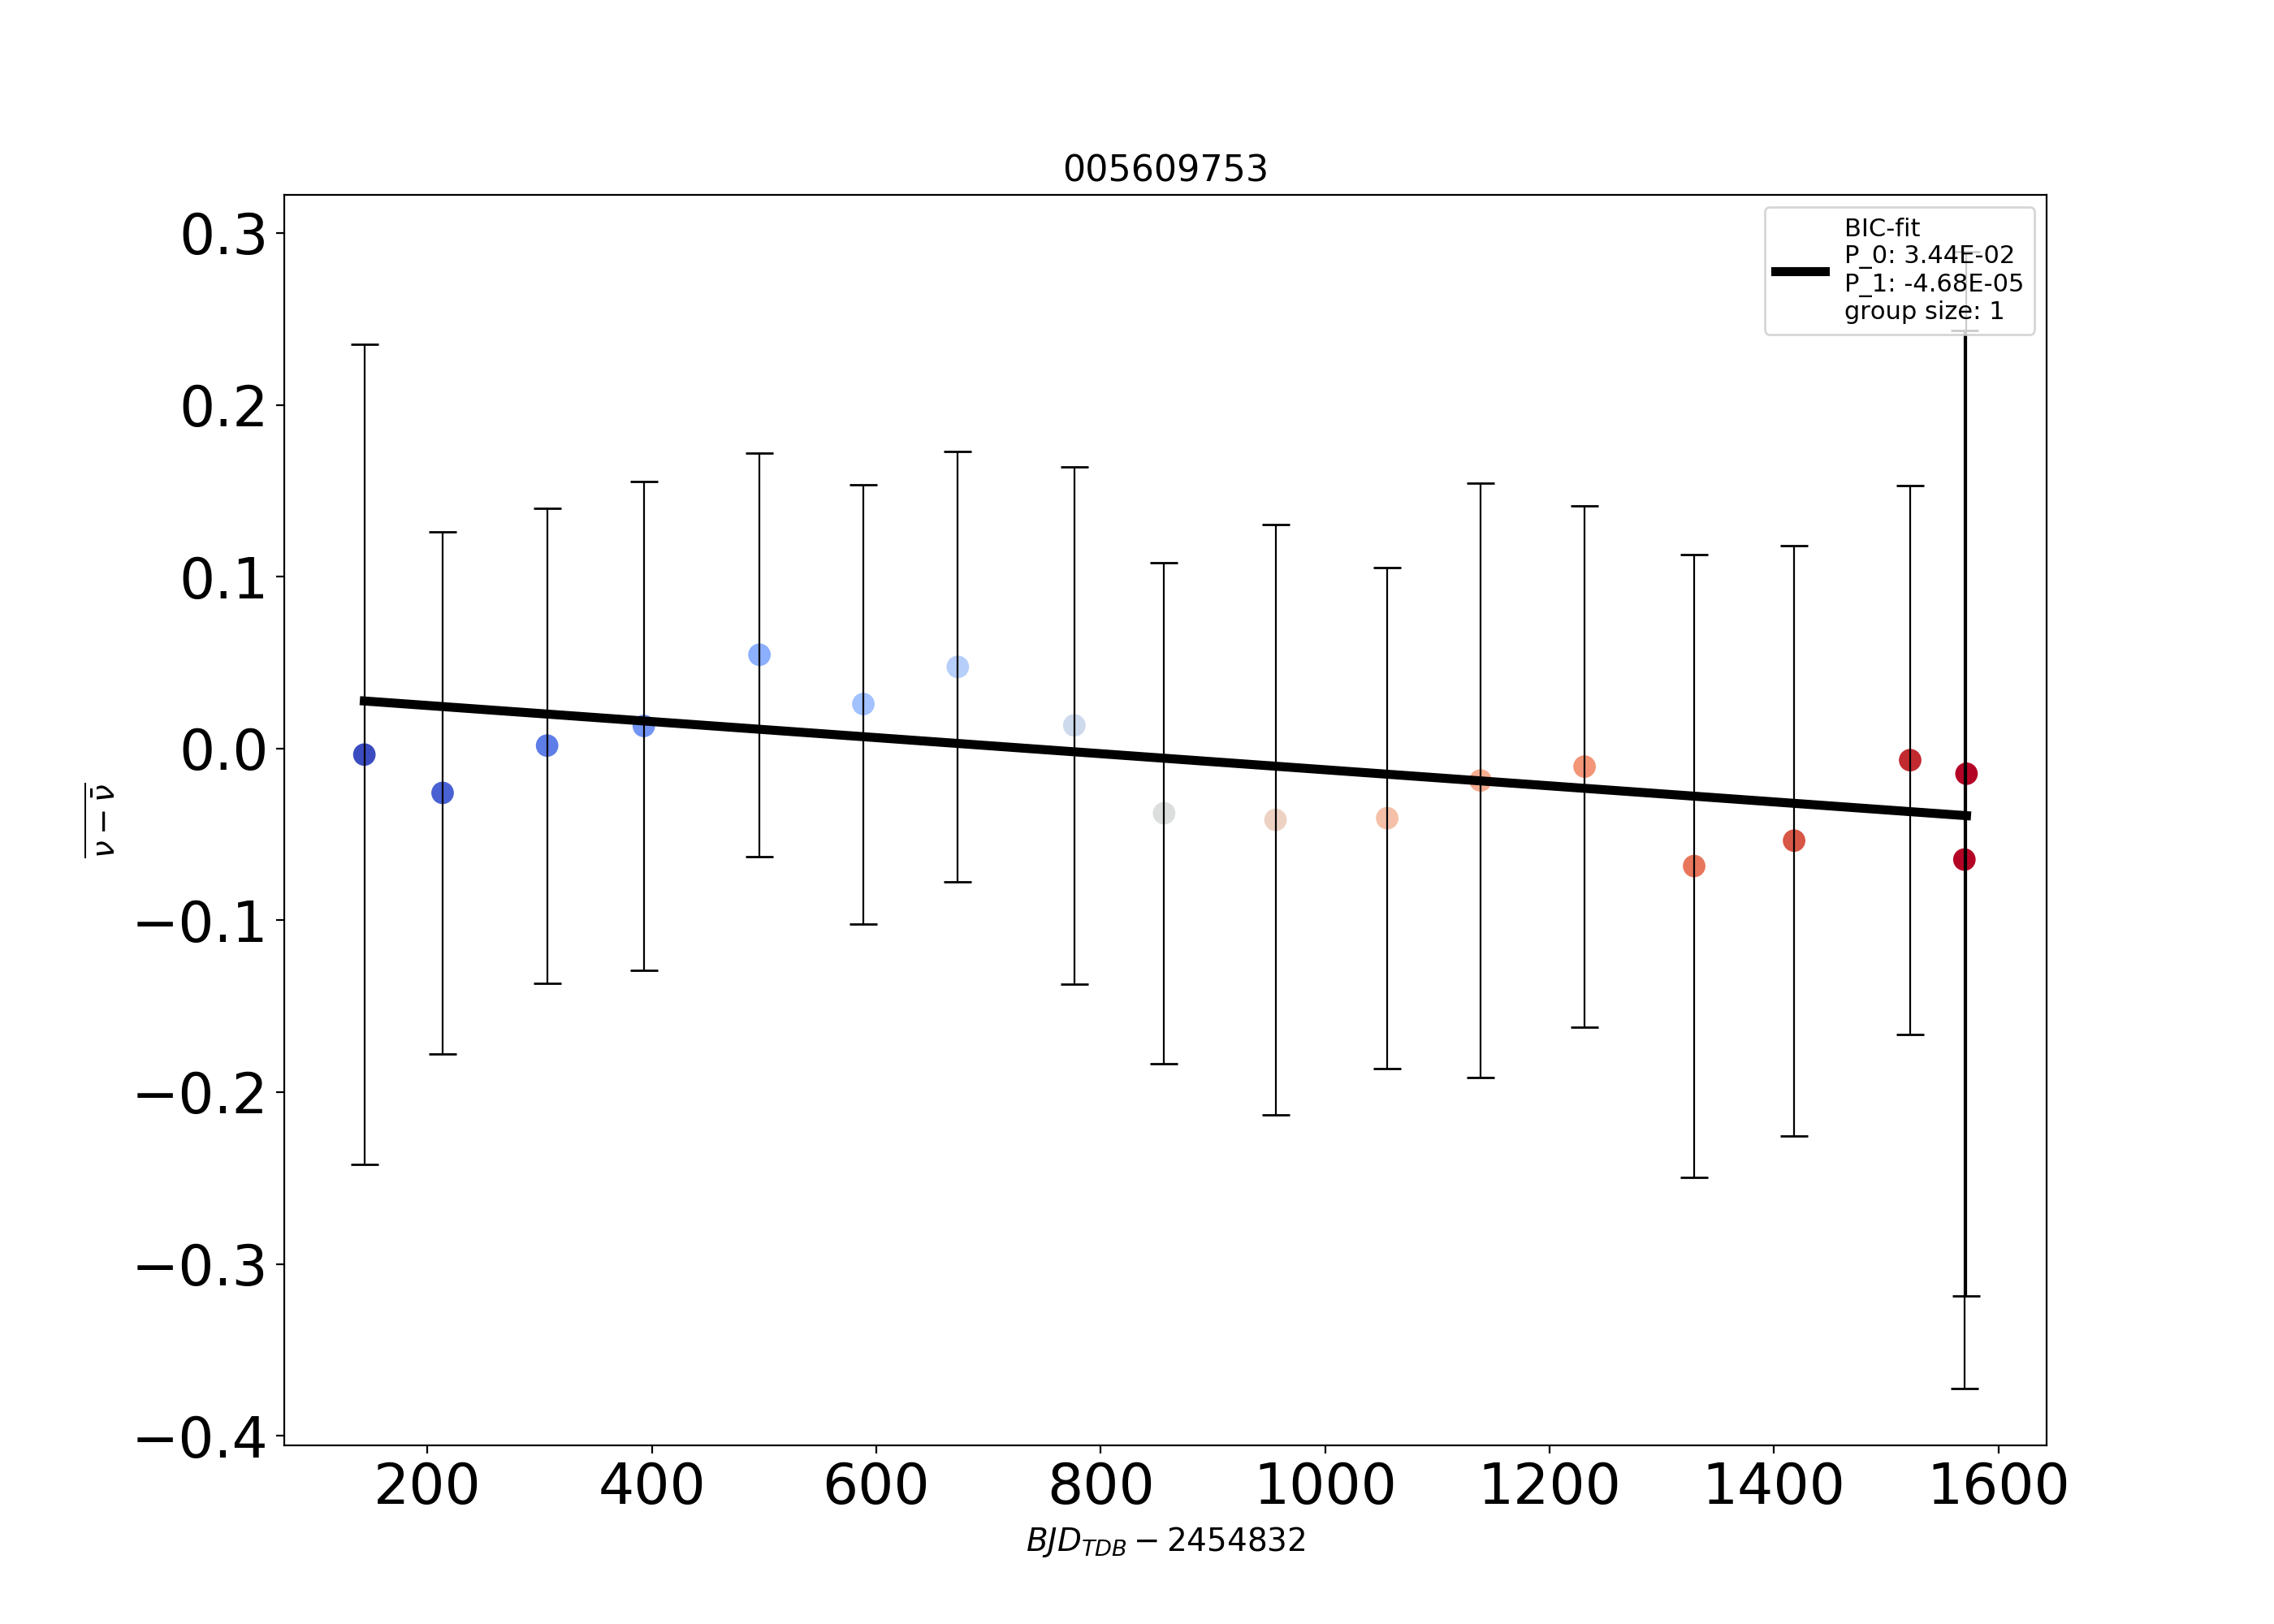 005609753
0.3
0.2
0.1
0.0
−0.1
−0.2
−0.3
−0.4
BIC-fit
P_0: 3.44E-02
P_1: -4.68E-05
group size: 1
ν − ν̄
200 400 600 800 1000 1200 1400 1600
BJD_TDB − 2454832